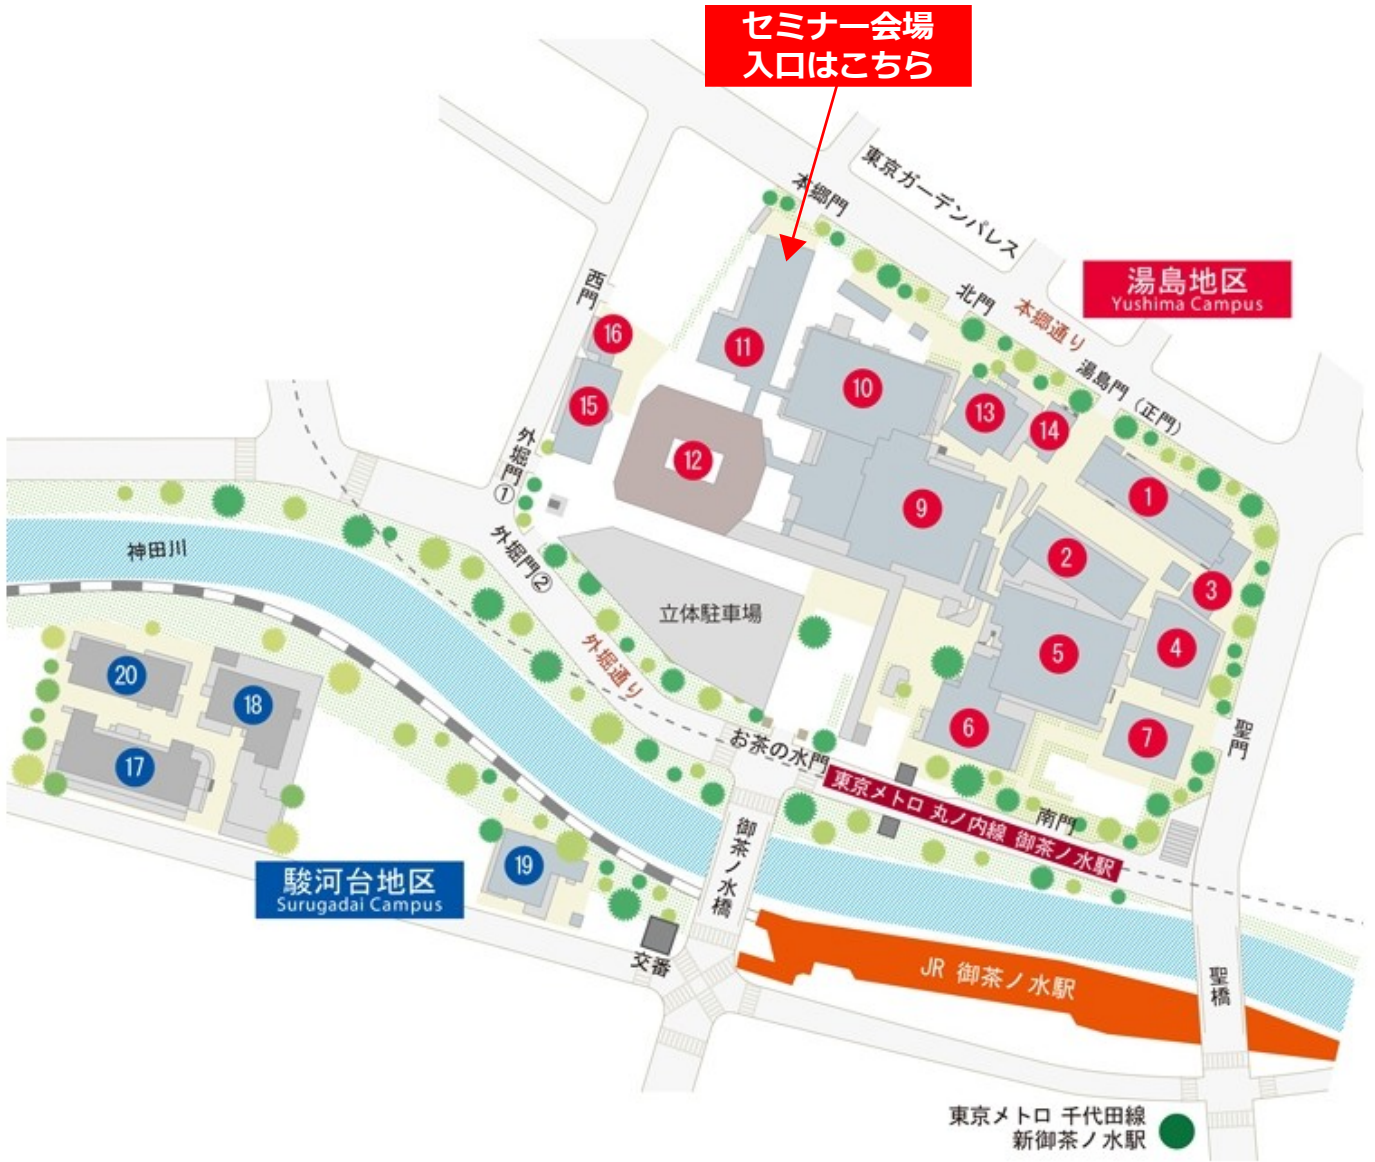 セミナー会場
入口はこちら
東京ガーデンパレス
本郷門
湯島地区
Yushima Campus
西門
北門
本郷通り
湯島門（正門）
16
11
10
15
13
14
12
外堀門①
1
9
外堀門②
2
3
神田川
立体駐車場
5
4
外堀通り
20
18
6
7
聖門
17
お茶の水門
東京メトロ 丸ノ内線 御茶ノ水駅
南門
御茶ノ水橋
19
駿河台地区
Surugadai Campus
交番
JR 御茶ノ水駅
聖橋
東京メトロ 千代田線
新御茶ノ水駅